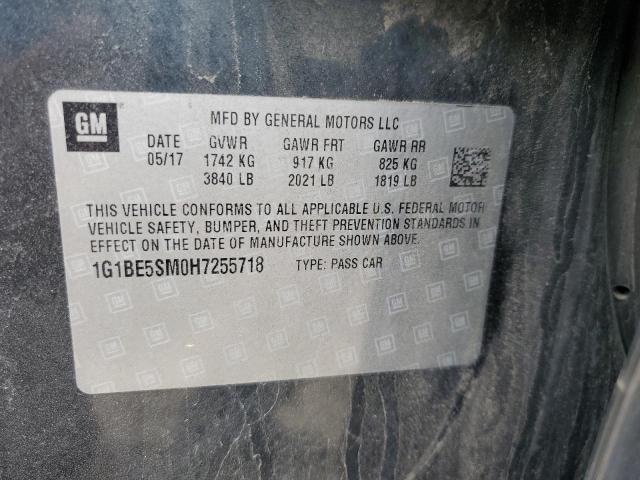 GM
MFD BY GENERAL MOTORS LLC
DATE GVWR GAWR FRT GAWR RR
05/17 1742 KG 917 KG 825 KG
3840 LB 2021 LB 1819 LB
THIS VEHICLE CONFORMS TO ALL APPLICABLE U.S. FEDERAL MOTOR
VEHICLE SAFETY, BUMPER, AND THEFT PREVENTION STANDARDS IN
EFFECT ON THE DATE OF MANUFACTURE SHOWN ABOVE.
1G1BE5SM0H7255718 TYPE: PASS CAR